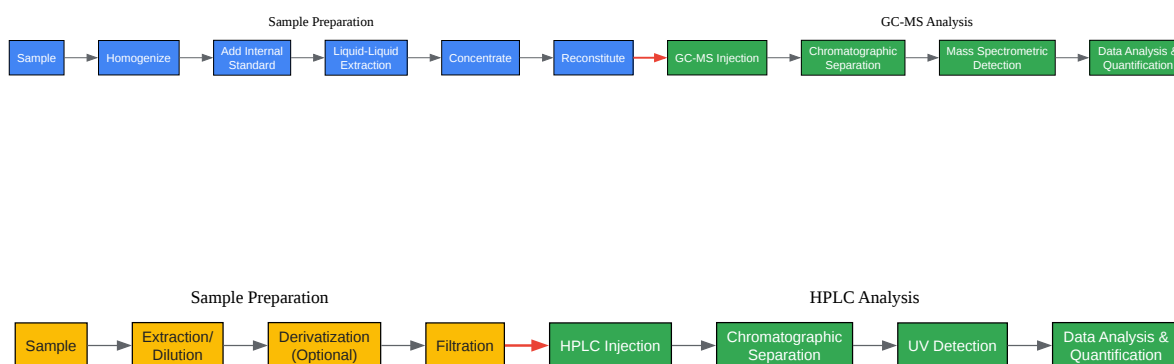 Sample Preparation
GC-MS Analysis
Sample
Homogenize
Add Internal
Standard
Liquid-Liquid
Extraction
Concentrate
Reconstitute
GC-MS Injection
Chromatographic
Separation
Mass Spectrometric
Detection
Data Analysis &
Quantification
Sample Preparation
HPLC Analysis
Sample
Extraction/
Dilution
Derivatization
(Optional)
Filtration
HPLC Injection
Chromatographic
Separation
UV Detection
Data Analysis &
Quantification